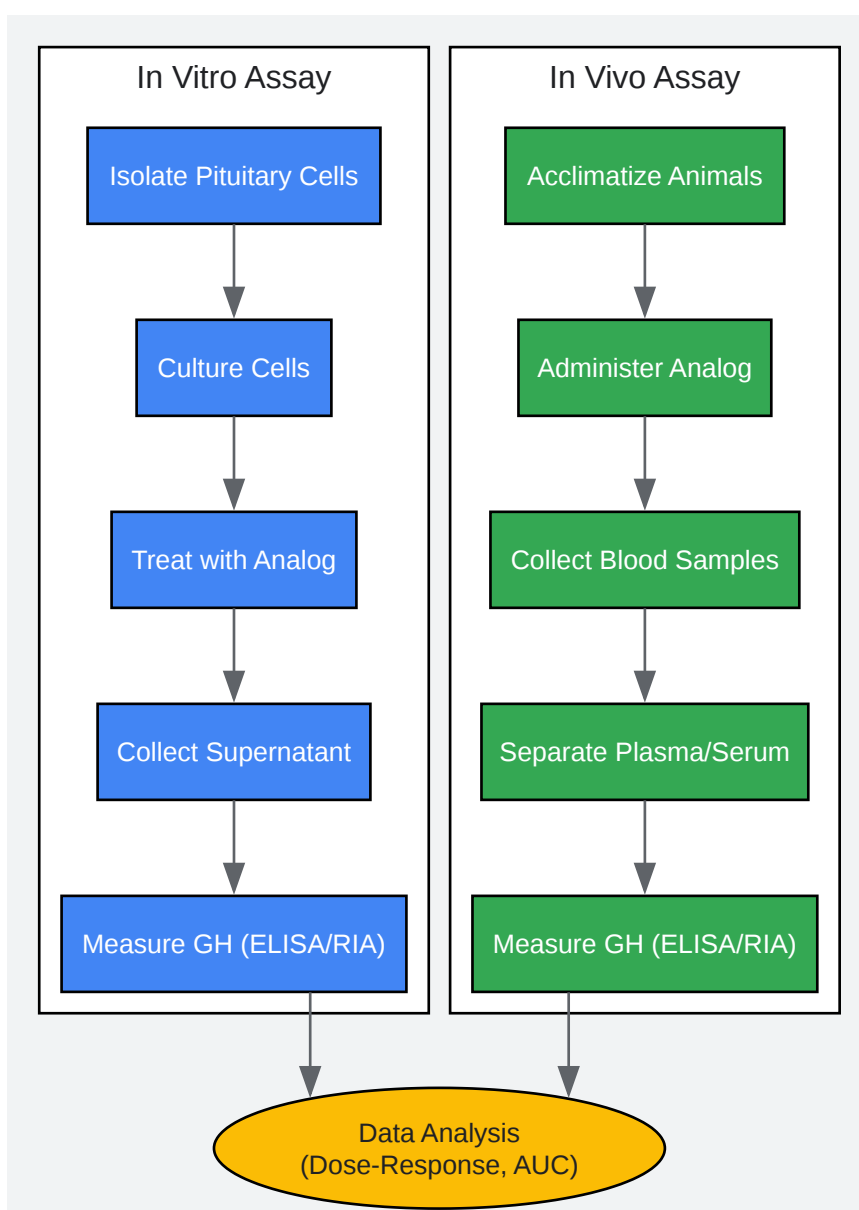 In Vitro Assay
Isolate Pituitary Cells
Culture Cells
Treat with Analog
Collect Supernatant
Measure GH (ELISA/RIA)
In Vivo Assay
Acclimatize Animals
Administer Analog
Collect Blood Samples
Separate Plasma/Serum
Measure GH (ELISA/RIA)
Data Analysis
(Dose-Response, AUC)